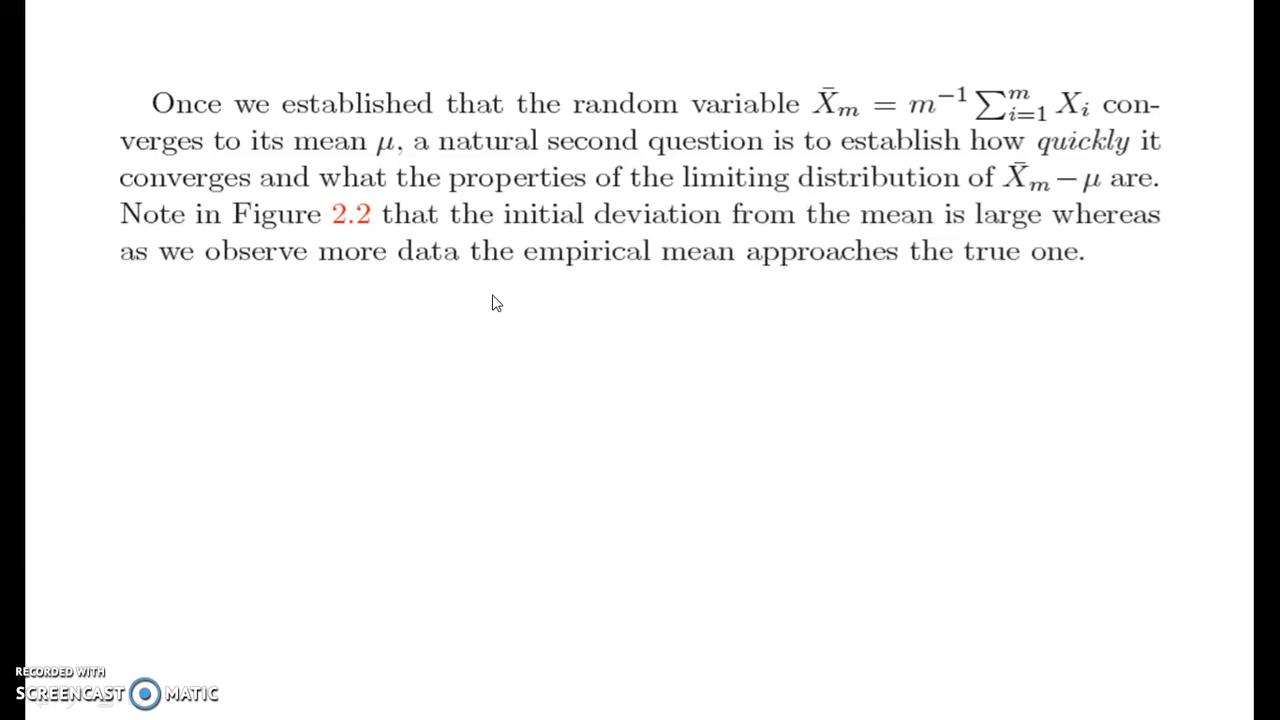 Once we established that the random variable X̄ₘ = m⁻¹ ∑ᵢ₌₁ᵐ Xᵢ con-
verges to its mean μ, a natural second question is to establish how quickly it
converges and what the properties of the limiting distribution of X̄ₘ − μ are.
Note in Figure 2.2 that the initial deviation from the mean is large whereas
as we observe more data the empirical mean approaches the true one.
RECORDED WITH
SCREENCAST MATIC